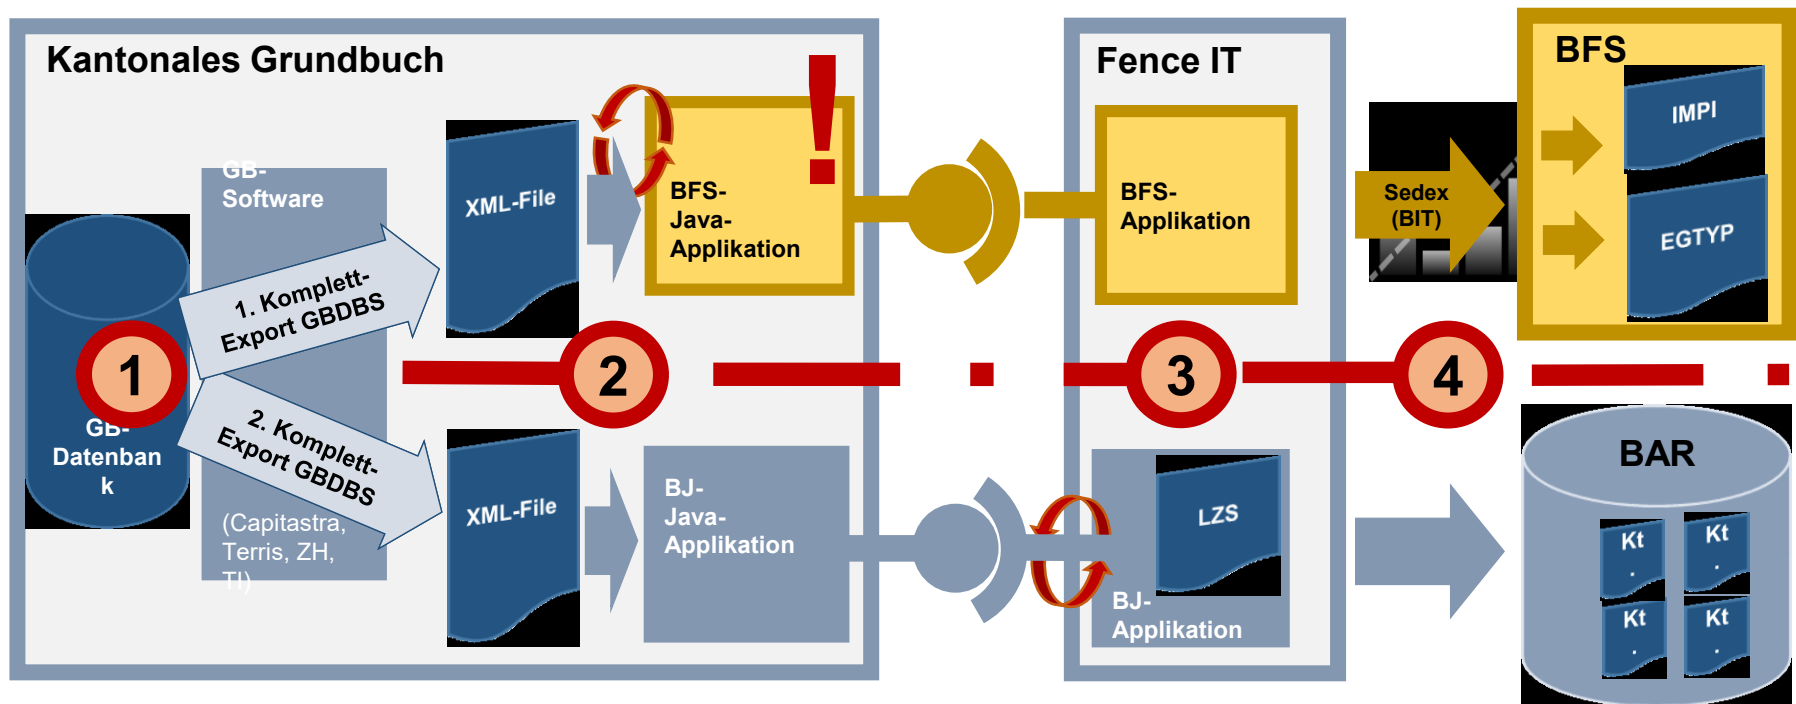 Kantonales Grundbuch
!
Fence IT
BFS
GB-
Software
XML-File
BFS-
Java-
Applikation
BFS-
Applikation
Sedex
(BIT)
IMPI
EGTYP
1. Komplett-
Export GBDBS
1
2
3
4
2. Komplett-
Export GBDBS
GB-
Datenban
k
(Capitastra,
Terris, ZH,
TI)
XML-File
BJ-
Java-
Applikation
LZS
BJ-
Applikation
BAR
Kt
.
Kt
.
Kt
.
Kt
.